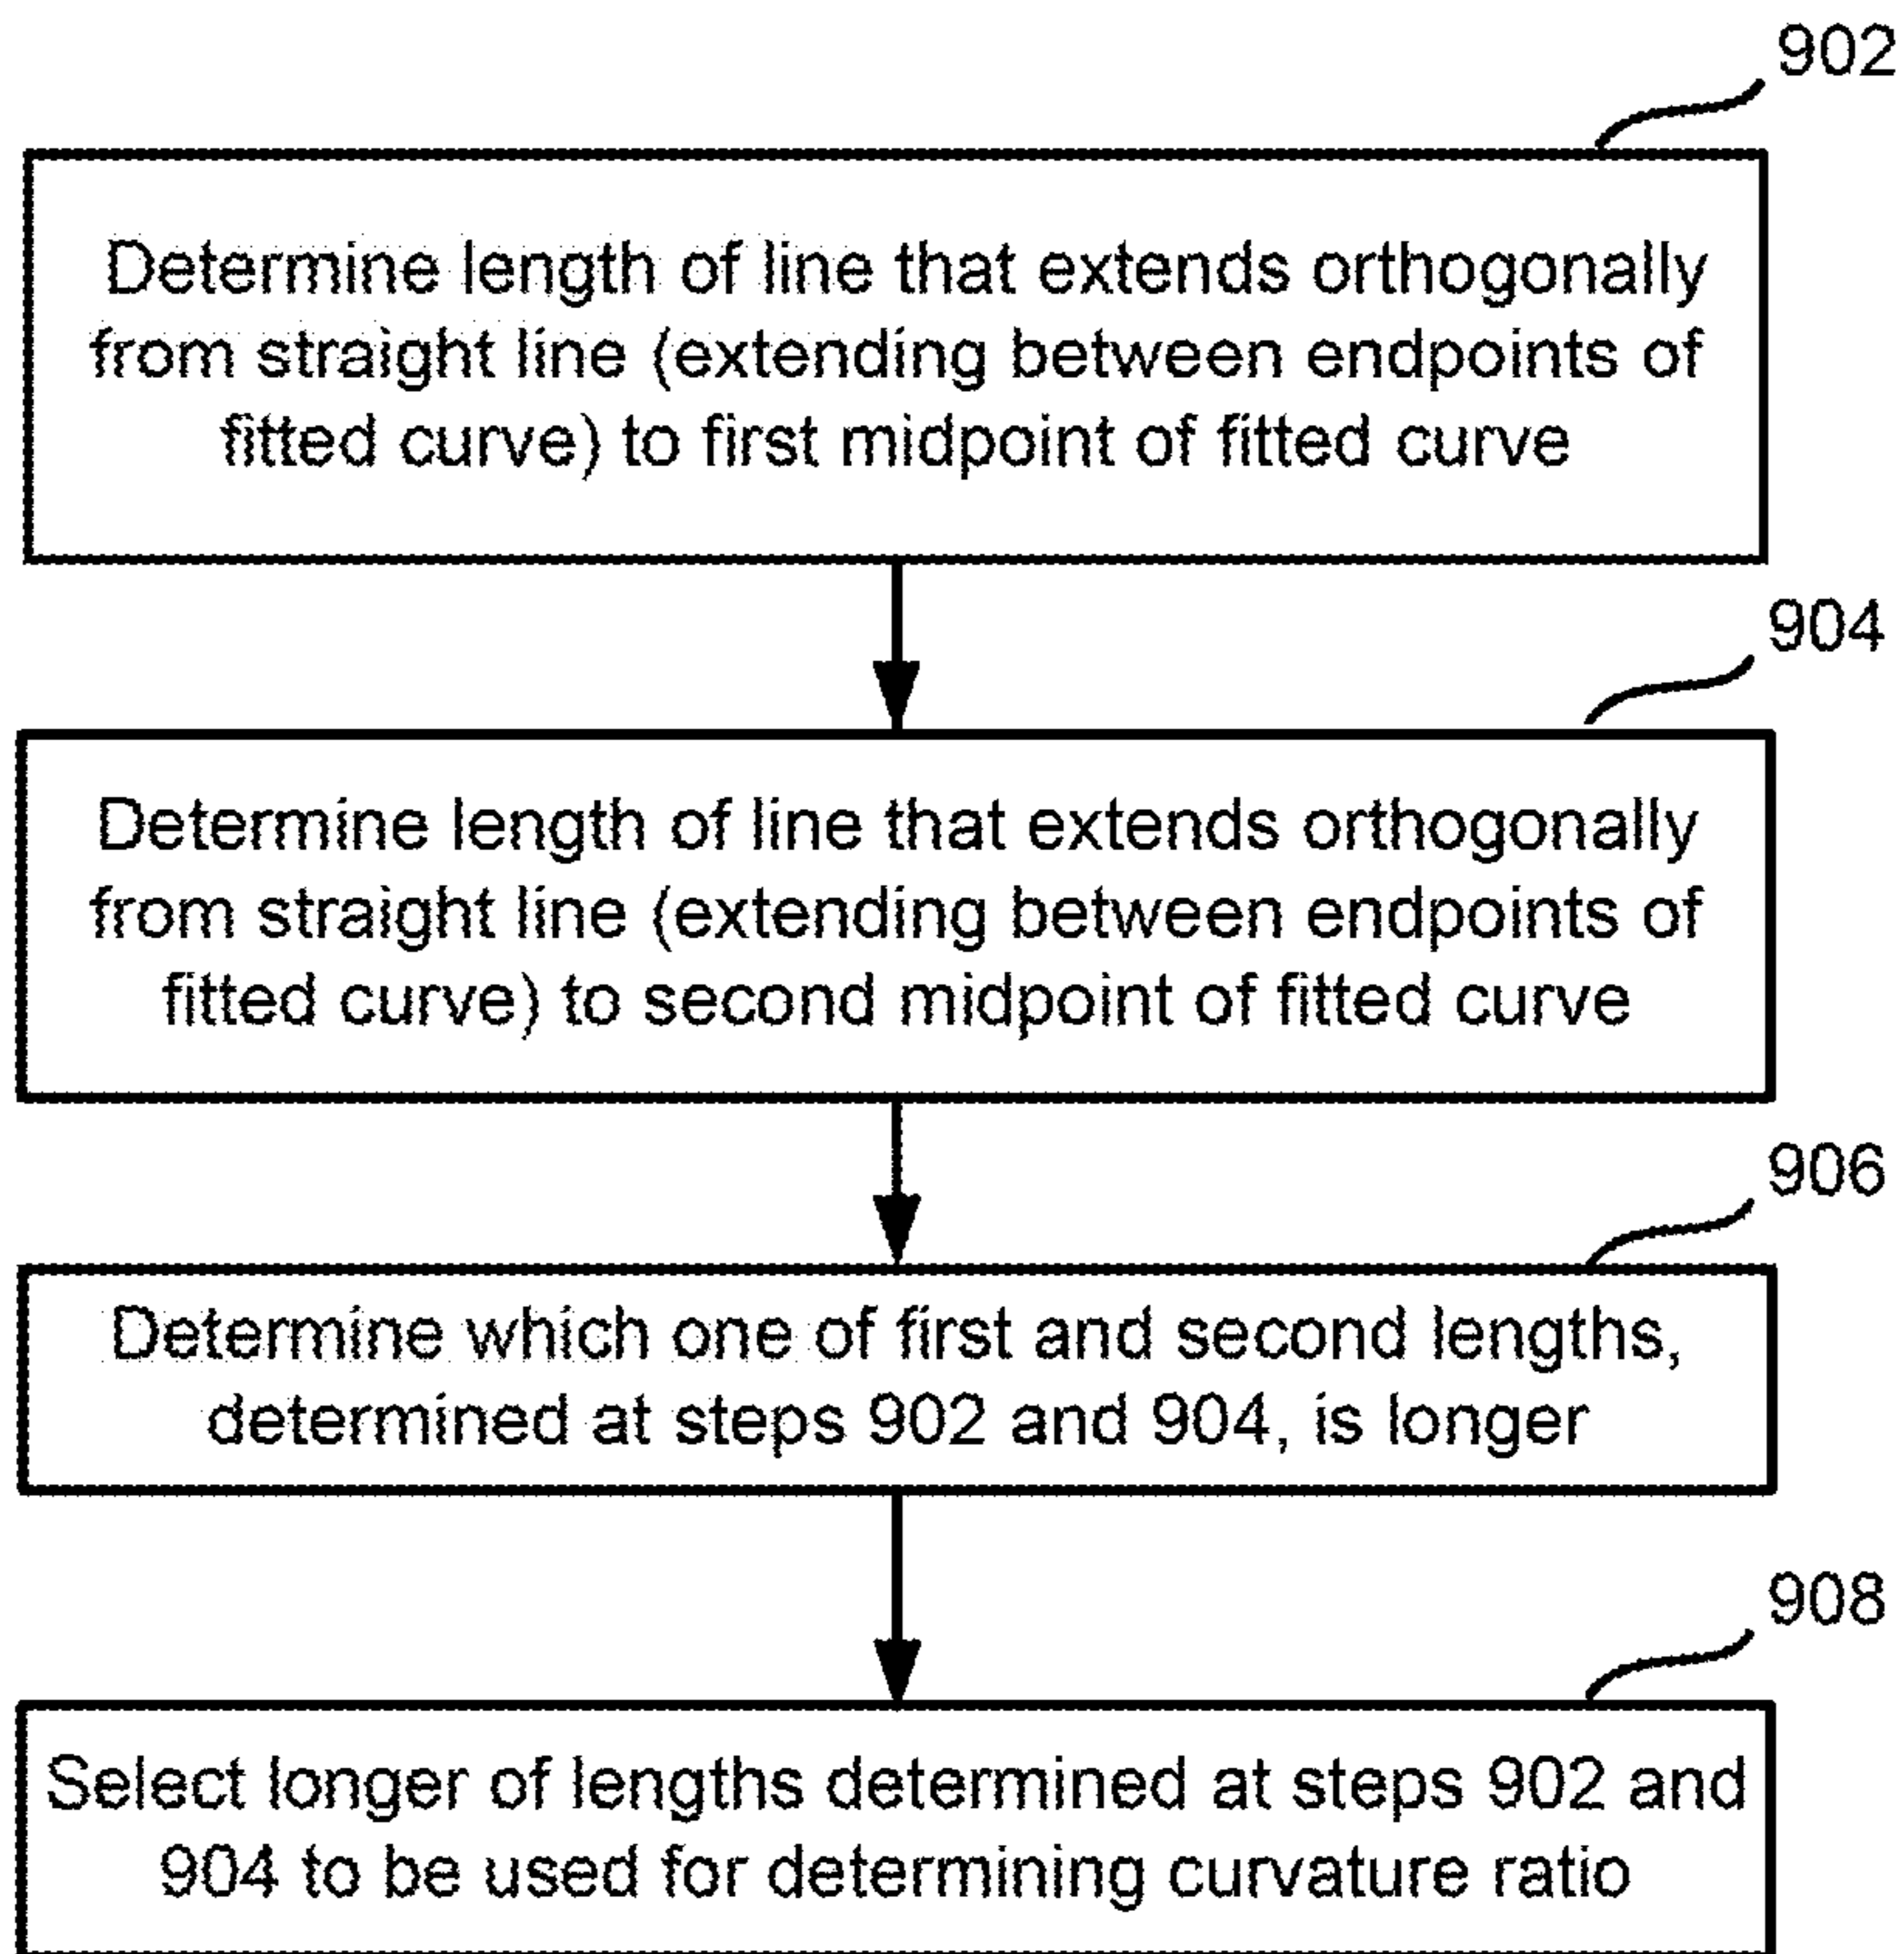 902
Determine length of line that extends orthogonally
from straight line (extending between endpoints of
fitted curve) to first midpoint of fitted curve
904
Determine length of line that extends orthogonally
from straight line (extending between endpoints of
fitted curve) to second midpoint of fitted curve
906
Determine which one of first and second lengths,
determined at steps 902 and 904, is longer
908
Select longer of lengths determined at steps 902 and
904 to be used for determining curvature ratio